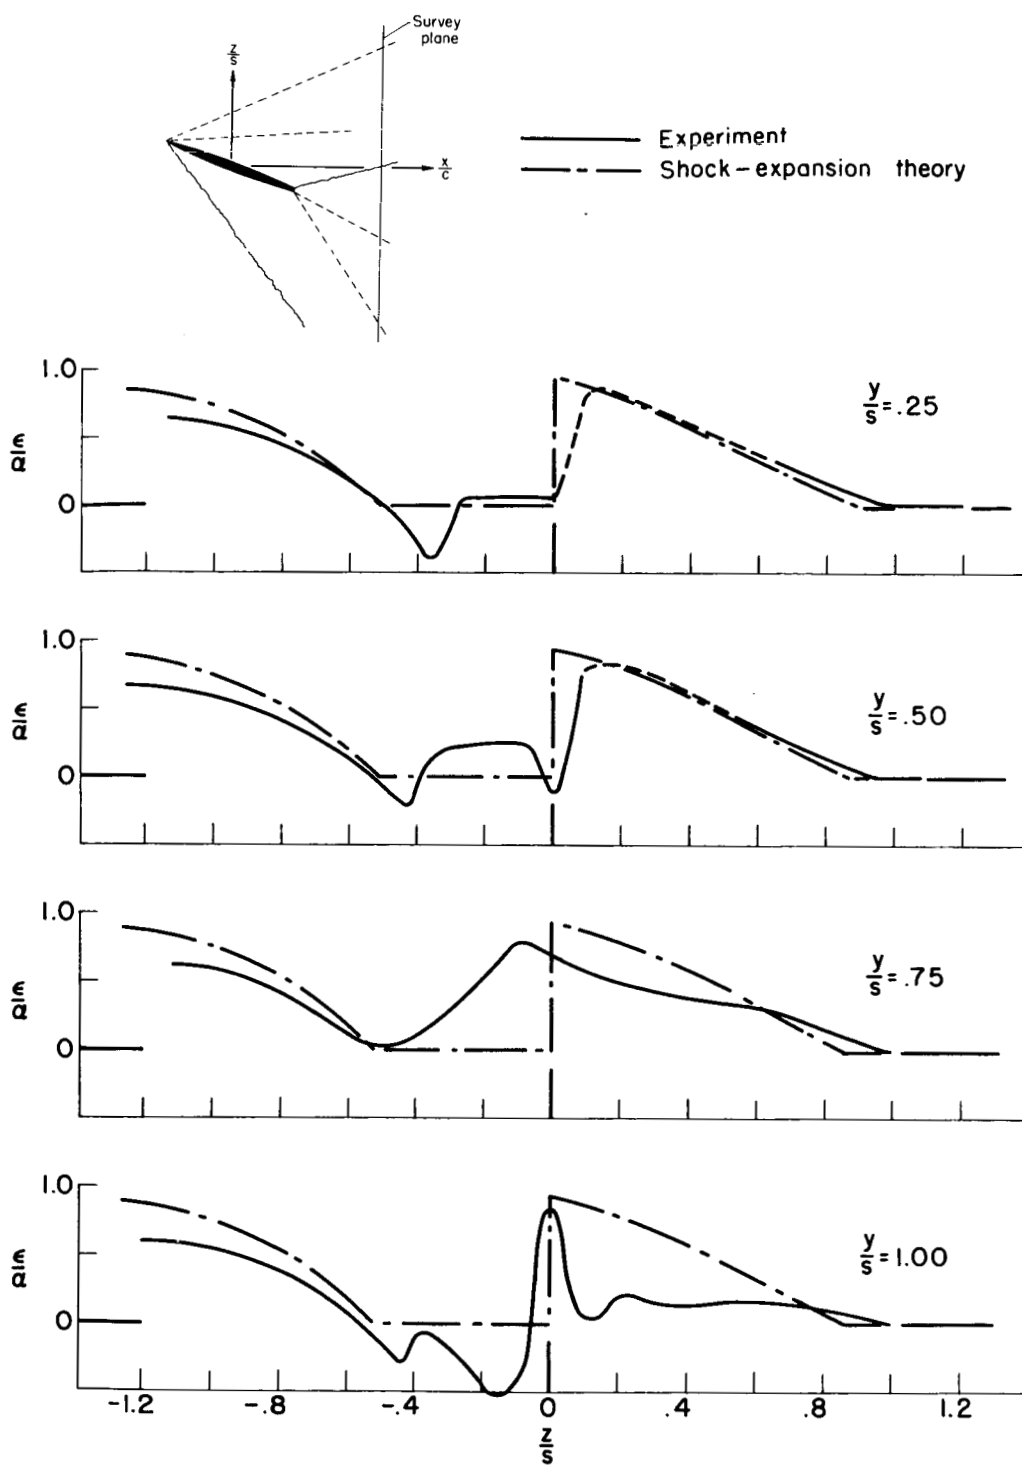 Survey
plane
z/s
x/c
Experiment
Shock-expansion theory
1.0
0
ϵ/α
y/s = .25
1.0
0
ϵ/α
y/s = .50
1.0
0
ϵ/α
y/s = .75
1.0
0
ϵ/α
y/s = 1.00
-1.2 -.8 -.4 0 .4 .8 1.2
z/s